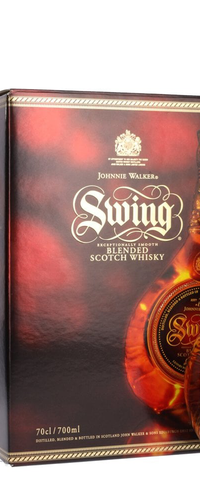 JOHNNIE WALKER®
Swing®
EXCEPTIONALLY SMOOTH
BLENDED
SCOTCH WHISKY
Swing
70cl / 700ml
DISTILLED, BLENDED & BOTTLED IN SCOTLAND JOHN WALKER & SONS